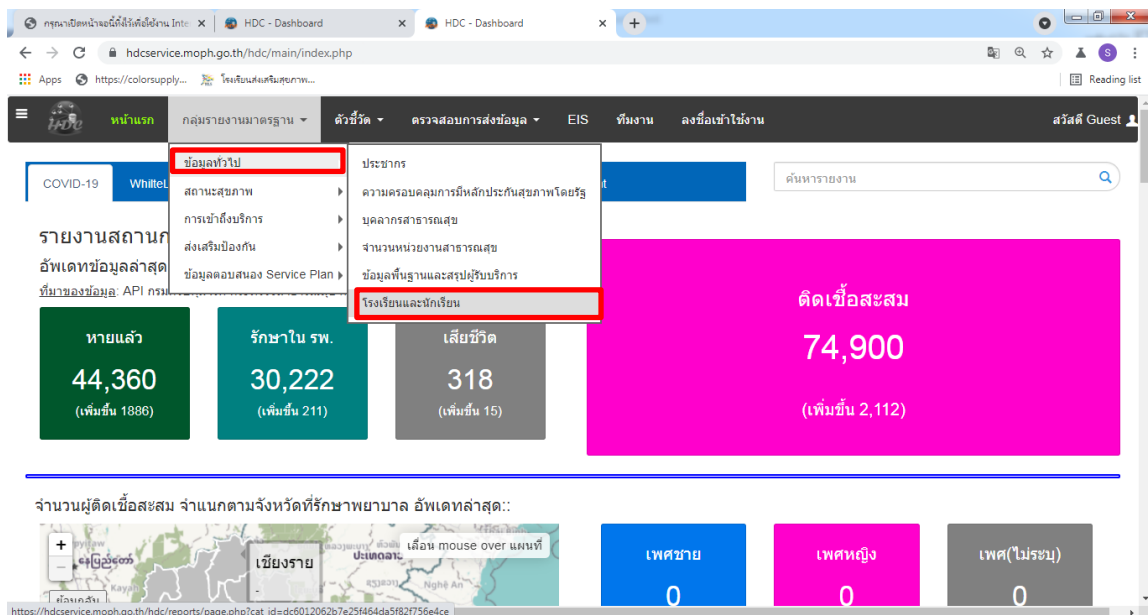 กรุณาเปิดหน้าจอนี้ทิ้งไว้เพื่อใช้งาน Inte
HDC - Dashboard
HDC - Dashboard
hdcservice.moph.go.th/hdc/main/index.php
S
Apps
https://colorsupply...
โรงเรียนส่งเสริมสุขภาพ...
Reading list
HDC
หน้าแรก
กลุ่มรายงานมาตรฐาน
ตัวชี้วัด
ตรวจสอบการส่งข้อมูล
EIS
ทีมงาน
ลงชื่อเข้าใช้งาน
สวัสดี Guest
ข้อมูลทั่วไป
สถานะสุขภาพ
การเข้าถึงบริการ
ส่งเสริมป้องกัน
ข้อมูลตอบสนอง Service Plan
ประชากร
ความครอบคลุมการมีหลักประกันสุขภาพโดยรัฐ
บุคลากรสาธารณสุข
จำนวนหน่วยงานสาธารณสุข
ข้อมูลพื้นฐานและสรุปผู้รับบริการ
โรงเรียนและนักเรียน
COVID-19
WhiteL
ค้นหารายงาน
รายงานสถานก
อัพเดทข้อมูลล่าสุด
ที่มาของข้อมูล: API กรม
หายแล้ว
44,360
(เพิ่มขึ้น 1886)
รักษาใน รพ.
30,222
(เพิ่มขึ้น 211)
เสียชีวิต
318
(เพิ่มขึ้น 15)
ติดเชื้อสะสม
74,900
(เพิ่มขึ้น 2,112)
จำนวนผู้ติดเชื้อสะสม จำแนกตามจังหวัดที่รักษาพยาบาล อัพเดทล่าสุด::
+
-
เชียงราย
-
เลื่อน mouse over แผนที่
Nghệ An
ย้อนกลับ
เพศชาย
0
เพศหญิง
0
เพศ(ไม่ระบุ)
0
https://hdcservice.moph.go.th/hdc/reports/page.php?cat_id=dc6012062b7e25f464da5f82f756e4ce